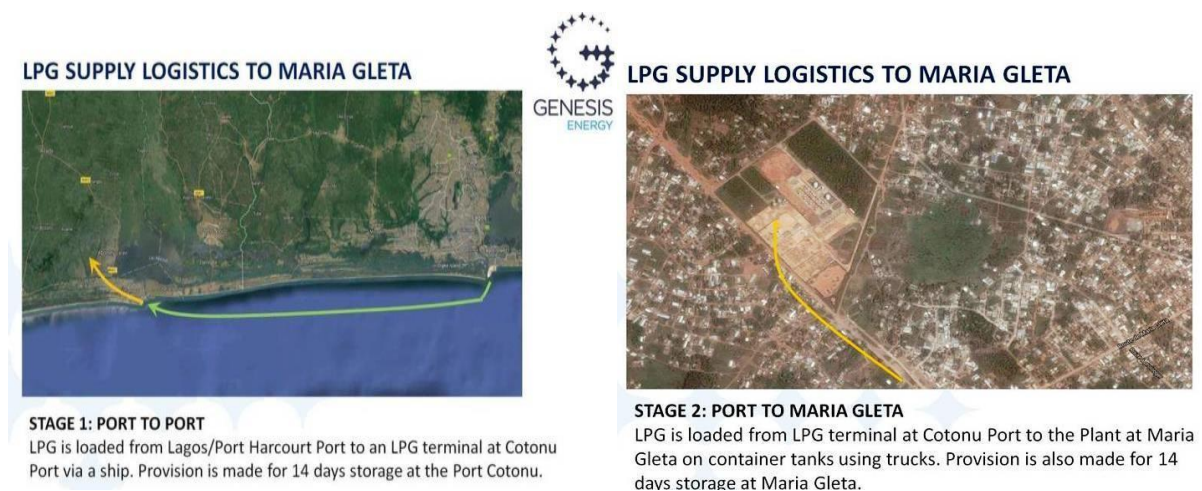 LPG SUPPLY LOGISTICS TO MARIA GLETA
GENESIS
ENERGY
STAGE 1: PORT TO PORT
LPG is loaded from Lagos/Port Harcourt Port to an LPG terminal at Cotonu
Port via a ship. Provision is made for 14 days storage at the Port Cotonu.
LPG SUPPLY LOGISTICS TO MARIA GLETA
STAGE 2: PORT TO MARIA GLETA
LPG is loaded from LPG terminal at Cotonu Port to the Plant at Maria
Gleta on container tanks using trucks. Provision is also made for 14
days storage at Maria Gleta.